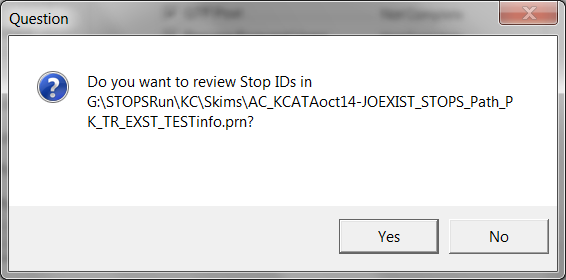 Question
Do you want to review Stop IDs in
G:\STOPSRun\KC\Skims\AC_KCATAoct14-JOEXIST_STOPS_Path_P
K_TR_EXST_TESTinfo.prn?
Yes
No